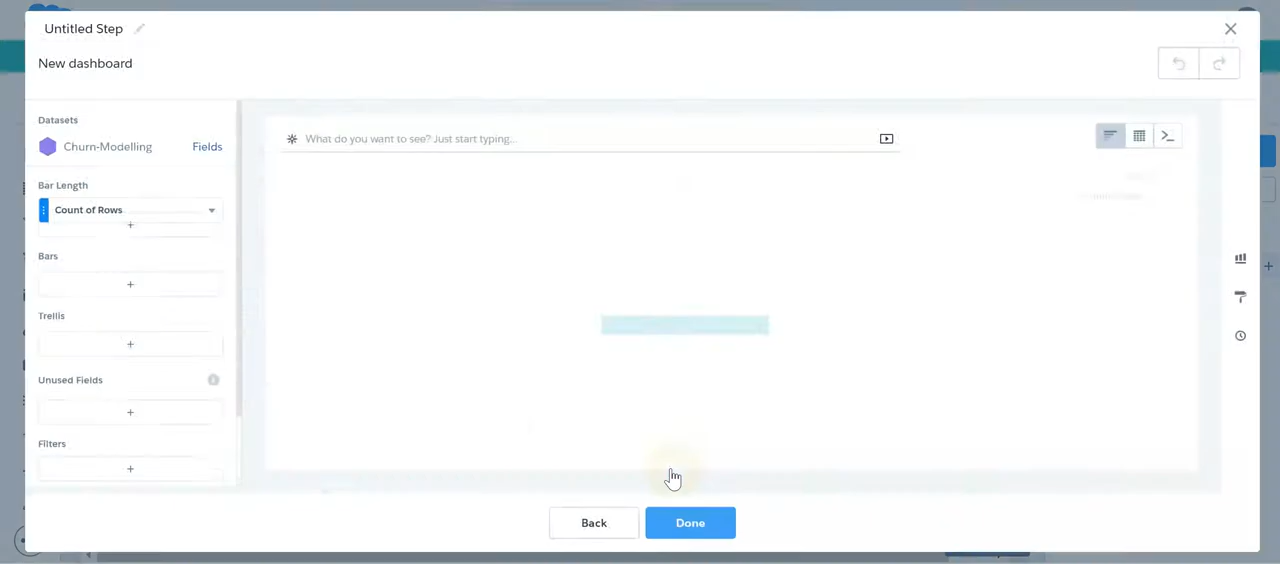 Untitled Step
New dashboard
Datasets
Churn-Modelling Fields
What do you want to see? Just start typing...
Bar Length
Count of Rows
+
Bars
+
Trellis
+
Unused Fields
+
Filters
+
Back
Done